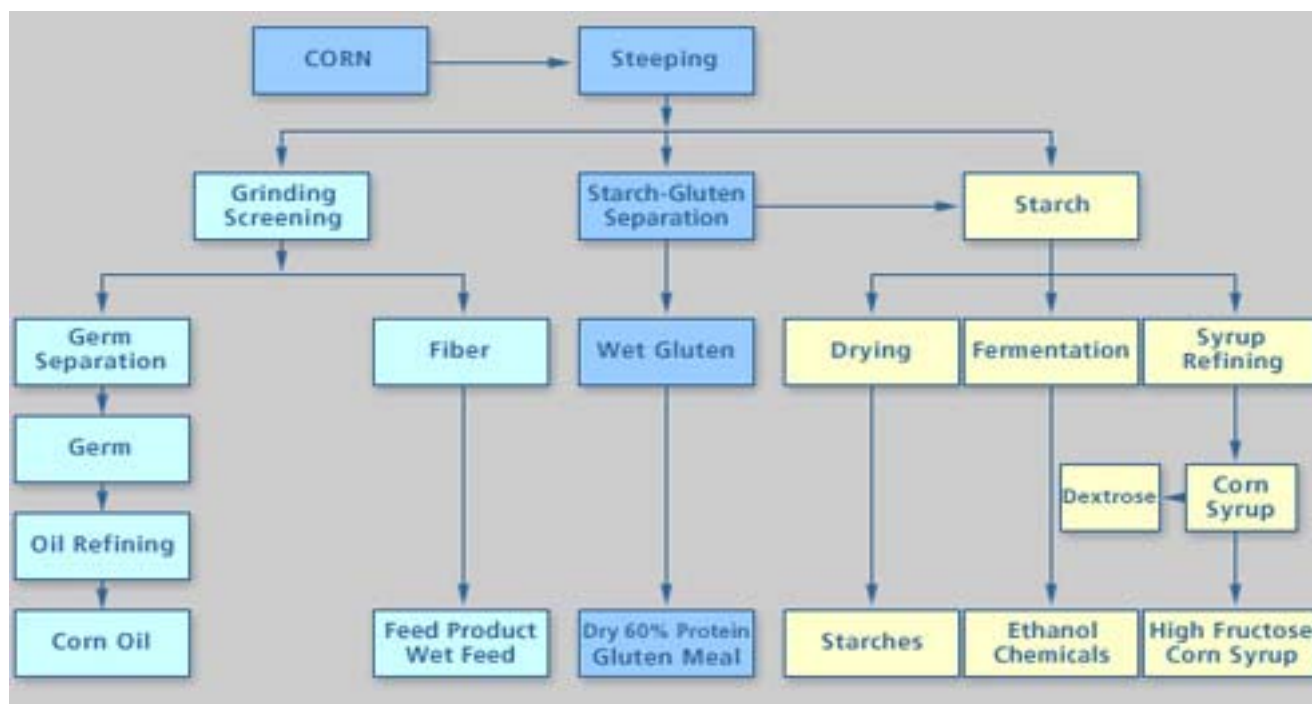 CORN
Steeping
Grinding
Screening
Starch-Gluten
Separation
Starch
Germ
Separation
Fiber
Wet Gluten
Drying
Fermentation
Syrup
Refining
Germ
Dextrose
Corn
Syrup
Oil Refining
Corn Oil
Feed Product
Wet Feed
Dry 60% Protein
Gluten Meal
Starches
Ethanol
Chemicals
High Fructose
Corn Syrup